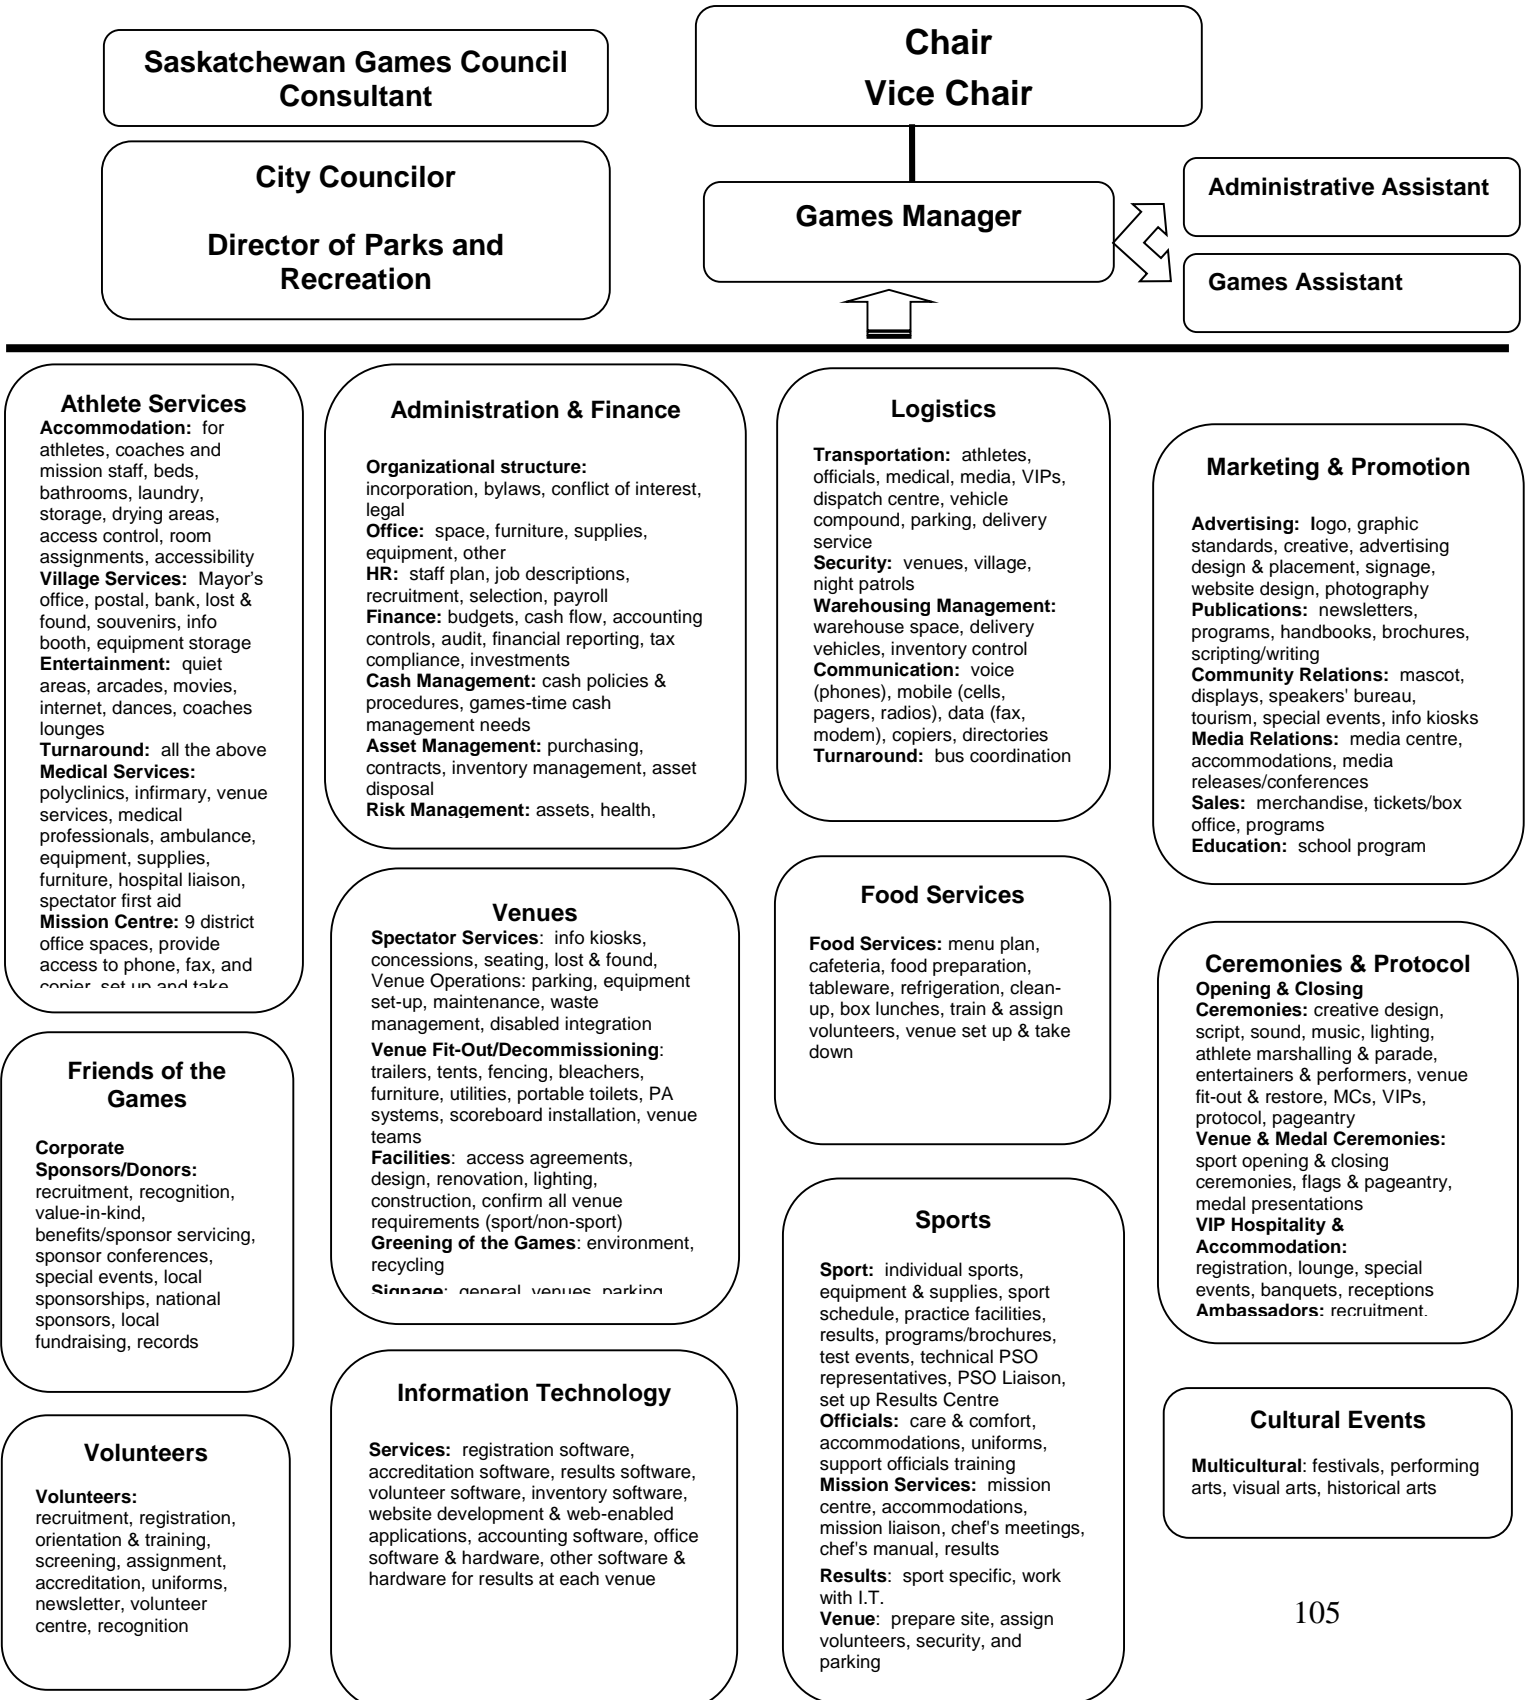 Saskatchewan Games Council
Consultant
Chair
Vice Chair
City Councilor
Director of Parks and
Recreation
Games Manager
Administrative Assistant
Games Assistant
Athlete Services
Accommodation: for
athletes, coaches and
mission staff, beds,
bathrooms, laundry,
storage, drying areas,
access control, room
assignments, accessibility
Village Services: Mayor's
office, postal, bank, lost &
found, souvenirs, info
booth, equipment storage
Entertainment: quiet
areas, arcades, movies,
internet, dances, coaches
lounges
Turnaround: all the above
Medical Services:
polyclinics, infirmary, venue
services, medical
professionals, ambulance,
equipment, supplies,
furniture, hospital liaison,
spectator first aid
Mission Centre: 9 district
office spaces, provide
access to phone, fax, and
copier, set up and take
Friends of the
Games
Corporate
Sponsors/Donors:
recruitment, recognition,
value-in-kind,
benefits/sponsor servicing,
sponsor conferences,
special events, local
sponsorships, national
sponsors, local
fundraising, records
Volunteers
Volunteers:
recruitment, registration,
orientation & training,
screening, assignment,
accreditation, uniforms,
newsletter, volunteer
centre, recognition
Administration & Finance
Organizational structure:
incorporation, bylaws, conflict of interest,
legal
Office: space, furniture, supplies,
equipment, other
HR: staff plan, job descriptions,
recruitment, selection, payroll
Finance: budgets, cash flow, accounting
controls, audit, financial reporting, tax
compliance, investments
Cash Management: cash policies &
procedures, games-time cash
management needs
Asset Management: purchasing,
contracts, inventory management, asset
disposal
Risk Management: assets, health,
Venues
Spectator Services: info kiosks,
concessions, seating, lost & found,
Venue Operations: parking, equipment
set-up, maintenance, waste
management, disabled integration
Venue Fit-Out/Decommissioning:
trailers, tents, fencing, bleachers,
furniture, utilities, portable toilets, PA
systems, scoreboard installation, venue
teams
Facilities: access agreements,
design, renovation, lighting,
construction, confirm all venue
requirements (sport/non-sport)
Greening of the Games: environment,
recycling
Signage: general, venues, parking
Information Technology
Services: registration software,
accreditation software, results software,
volunteer software, inventory software,
website development & web-enabled
applications, accounting software, office
software & hardware, other software &
hardware for results at each venue
Logistics
Transportation: athletes,
officials, medical, media, VIPs,
dispatch centre, vehicle
compound, parking, delivery
service
Security: venues, village,
night patrols
Warehousing Management:
warehouse space, delivery
vehicles, inventory control
Communication: voice
(phones), mobile (cells,
pagers, radios), data (fax,
modem), copiers, directories
Turnaround: bus coordination
Food Services
Food Services: menu plan,
cafeteria, food preparation,
tableware, refrigeration, clean-
up, box lunches, train & assign
volunteers, venue set up & take
down
Sports
Sport: individual sports,
equipment & supplies, sport
schedule, practice facilities,
results, programs/brochures,
test events, technical PSO
representatives, PSO Liaison,
set up Results Centre
Officials: care & comfort,
accommodations, uniforms,
support officials training
Mission Services: mission
centre, accommodations,
mission liaison, chef's meetings,
chef's manual, results
Results: sport specific, work
with I.T.
Venue: prepare site, assign
volunteers, security, and
parking
Marketing & Promotion
Advertising: logo, graphic
standards, creative, advertising
design & placement, signage,
website design, photography
Publications: newsletters,
programs, handbooks, brochures,
scripting/writing
Community Relations: mascot,
displays, speakers' bureau,
tourism, special events, info kiosks
Media Relations: media centre,
accommodations, media
releases/conferences
Sales: merchandise, tickets/box
office, programs
Education: school program
Ceremonies & Protocol
Opening & Closing
Ceremonies: creative design,
script, sound, music, lighting,
athlete marshalling & parade,
entertainers & performers, venue
fit-out & restore, MCs, VIPs,
protocol, pageantry
Venue & Medal Ceremonies:
sport opening & closing
ceremonies, flags & pageantry,
medal presentations
VIP Hospitality &
Accommodation:
registration, lounge, special
events, banquets, receptions
Ambassadors: recruitment,
Cultural Events
Multicultural: festivals, performing
arts, visual arts, historical arts
105